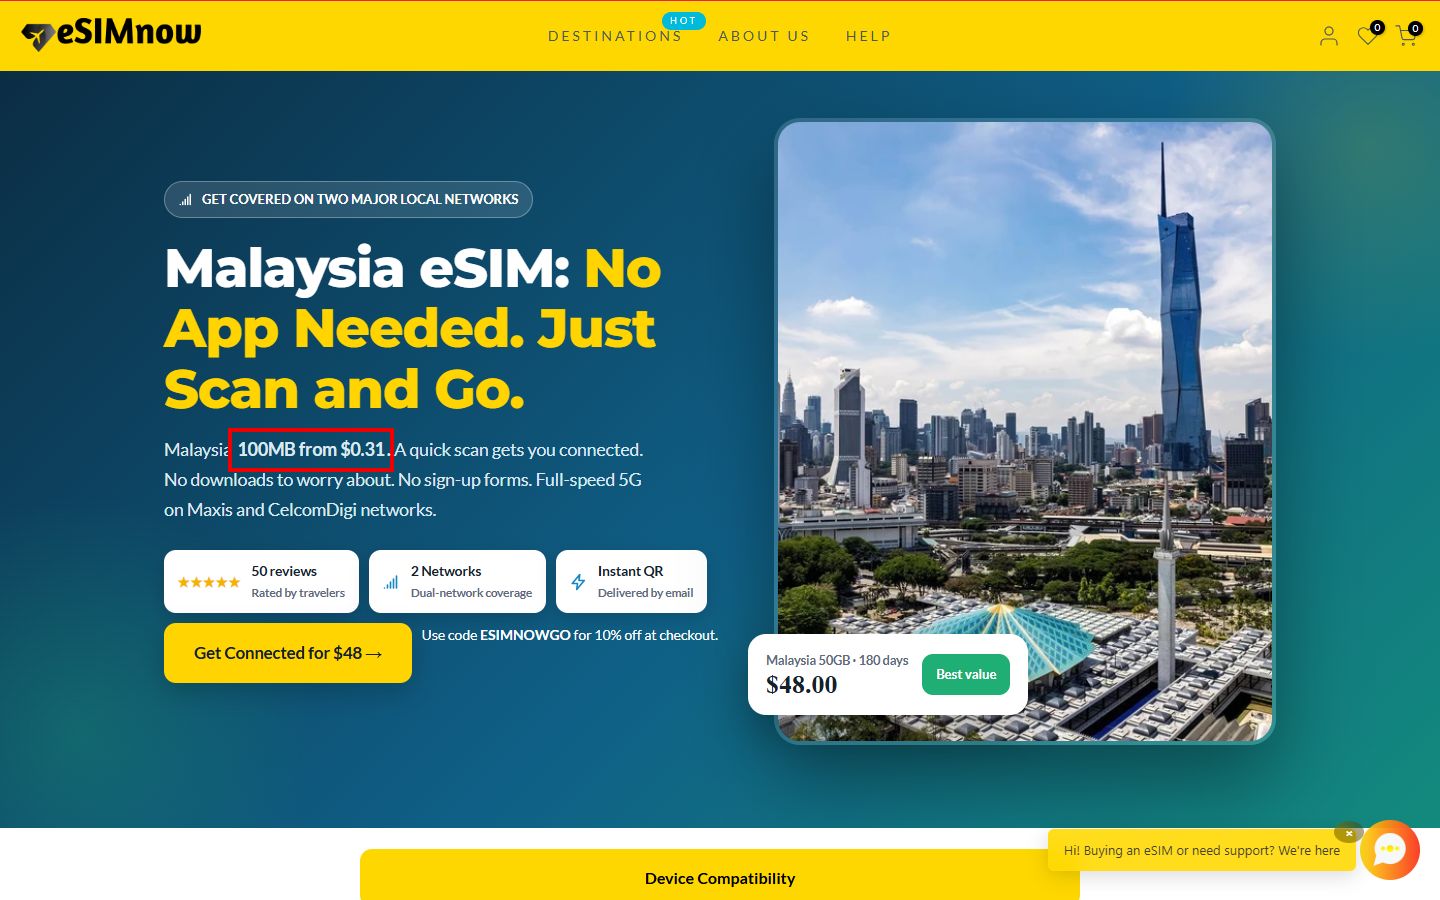 eSIMnow
HOT
DESTINATIONS ABOUT US HELP
0 0
GET COVERED ON TWO MAJOR LOCAL NETWORKS
Malaysia eSIM: No
App Needed. Just
Scan and Go.
Malaysia 100MB from $0.31. A quick scan gets you connected.
No downloads to worry about. No sign-up forms. Full-speed 5G
on Maxis and CelcomDigi networks.
★★★★★ 50 reviews
Rated by travelers
2 Networks
Dual-network coverage
Instant QR
Delivered by email
Get Connected for $48 →
Use code ESIMNOWGO for 10% off at checkout.
Malaysia 50GB · 180 days
$48.00
Best value
Hi! Buying an eSIM or need support? We're here
Device Compatibility